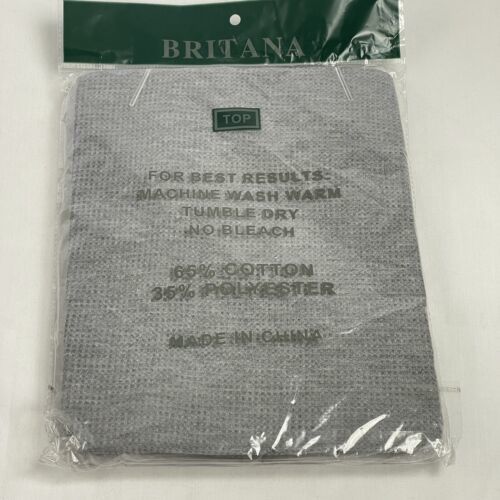 BRITANA
TOP
FOR BEST RESULTS:
MACHINE WASH WARM
TUMBLE DRY
NO BLEACH
65% COTTON
35% POLYESTER
MADE IN CHINA